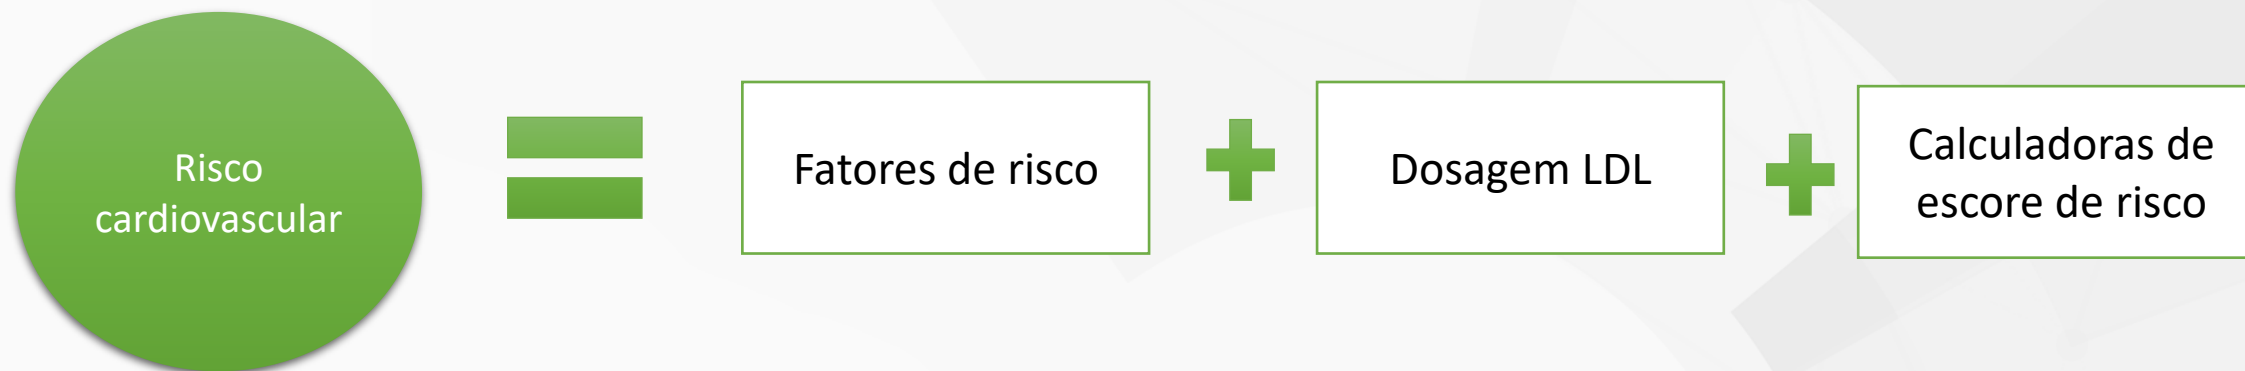 Risco
cardiovascular
Fatores de risco
Dosagem LDL
Calculadoras de
escore de risco